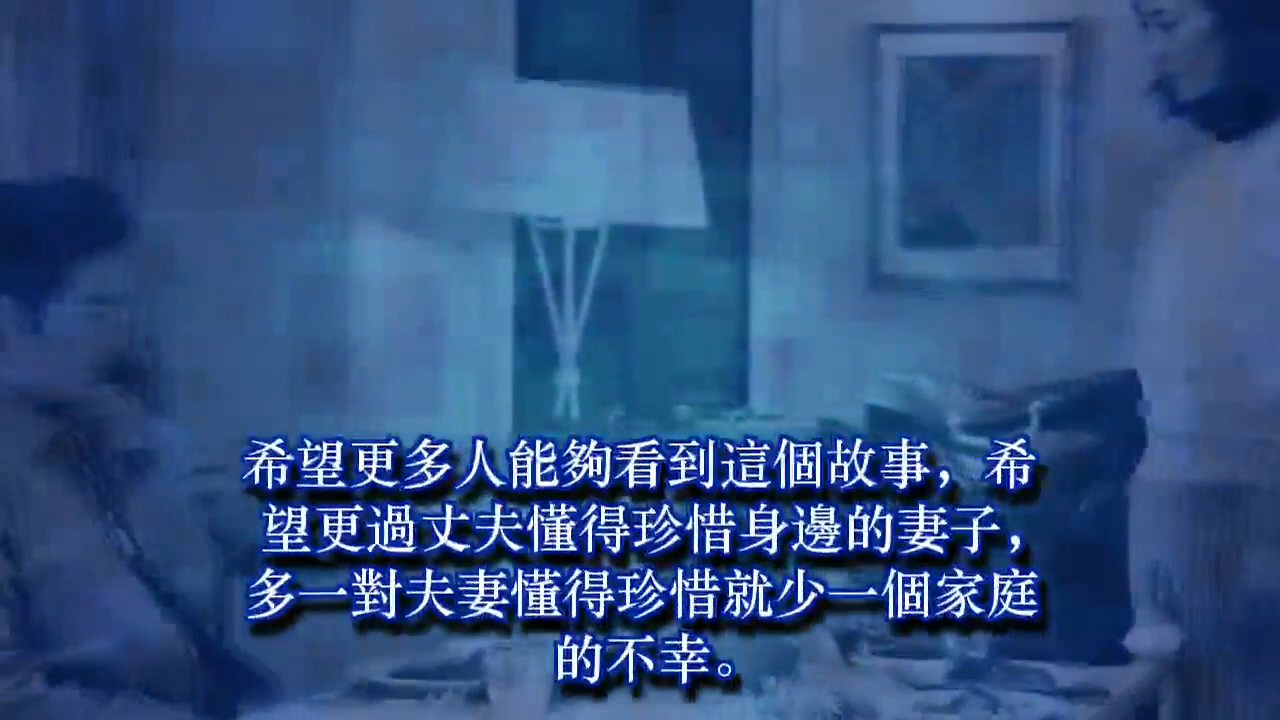 希望更多人能夠看到這個故事，希
望更過丈夫懂得珍惜身邊的妻子，
多一對夫妻懂得珍惜就少一個家庭
的不幸。